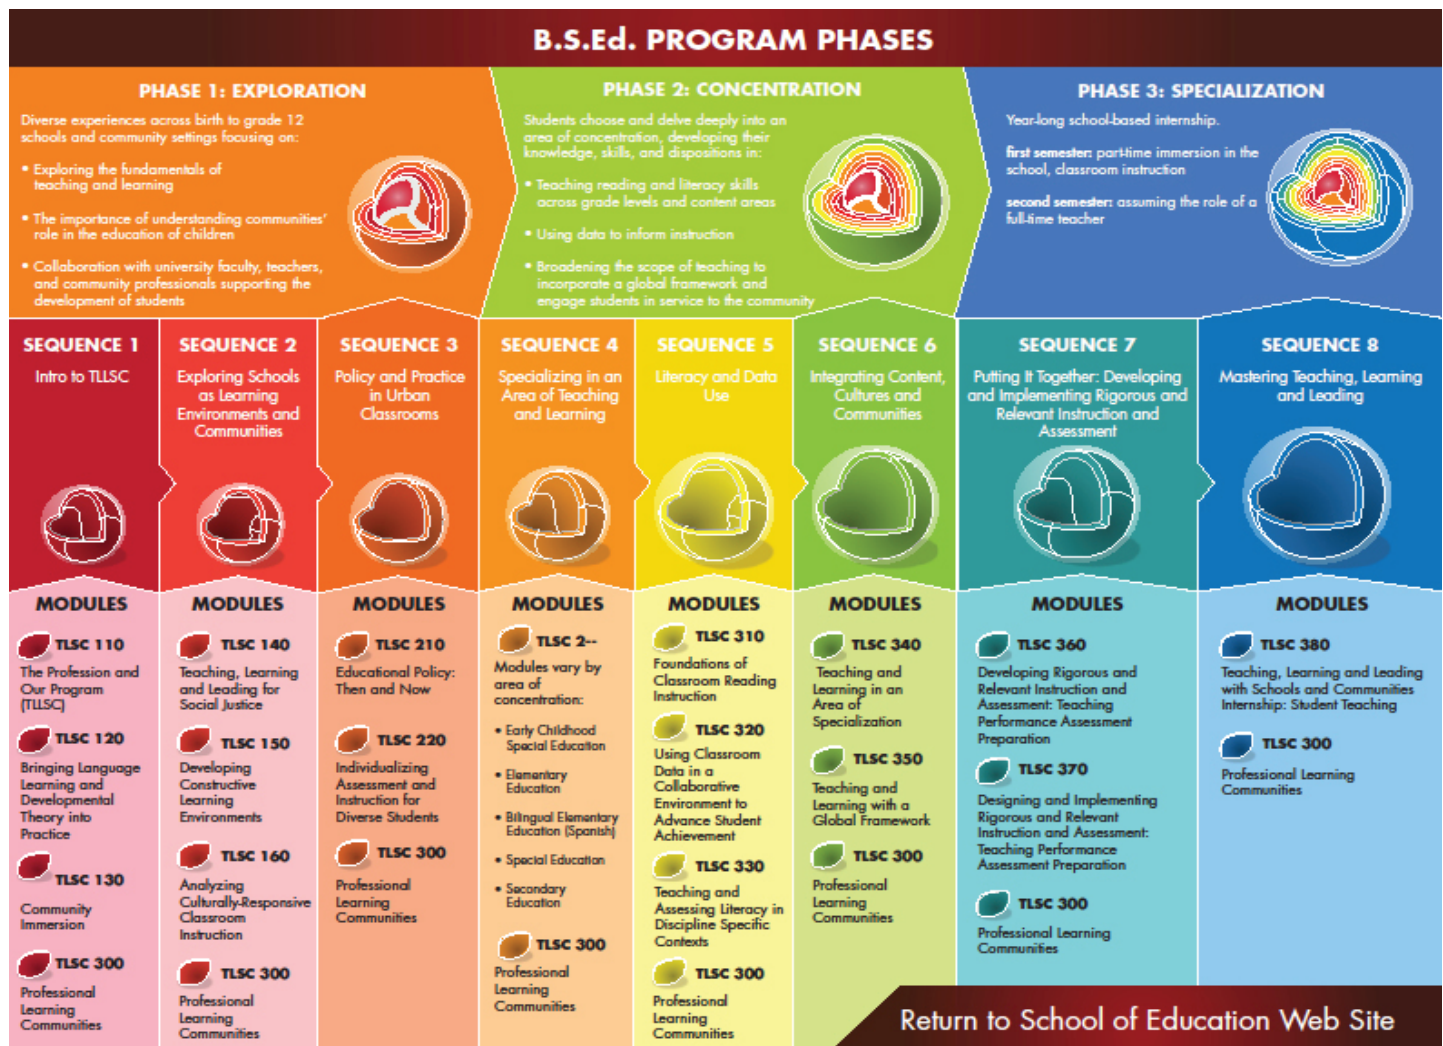 B.S.Ed. PROGRAM PHASES
PHASE 1: EXPLORATION
Diverse experiences across birth to grade 12
schools and community settings focusing on:
• Exploring the fundamentals of
teaching and learning
• The importance of understanding communities'
role in the education of children
• Collaboration with university faculty, teachers,
and community professionals supporting the
development of students
PHASE 2: CONCENTRATION
Students choose and delve deeply into an
area of concentration, developing their
knowledge, skills, and dispositions in:
• Teaching reading and literacy skills
across grade levels and content areas
• Using data to inform instruction
• Broadening the scope of teaching to
incorporate a global framework and
engage students in service to the community
PHASE 3: SPECIALIZATION
Year-long school-based internship.
first semester: part-time immersion in the
school, classroom instruction
second semester: assuming the role of a
full-time teacher
SEQUENCE 1
Intro to TLLSC
SEQUENCE 2
Exploring Schools
as Learning
Environments and
Communities
SEQUENCE 3
Policy and Practice
in Urban
Classrooms
SEQUENCE 4
Specializing in an
Area of Teaching
and Learning
SEQUENCE 5
Literacy and Data
Use
SEQUENCE 6
Integrating Content,
Cultures and
Communities
SEQUENCE 7
Putting It Together: Developing
and Implementing Rigorous and
Relevant Instruction and
Assessment
SEQUENCE 8
Mastering Teaching, Learning
and Leading
MODULES
TLSC 110
The Profession and
Our Program
(TLLSC)
TLSC 120
Bringing Language
Learning and
Developmental
Theory into
Practice
TLSC 130
Community
Immersion
TLSC 300
Professional
Learning
Communities
MODULES
TLSC 140
Teaching, Learning
and Leading for
Social Justice
TLSC 150
Developing
Constructive
Learning
Environments
TLSC 160
Analyzing
Culturally-Responsive
Classroom
Instruction
TLSC 300
Professional
Learning
Communities
MODULES
TLSC 210
Educational Policy:
Then and Now
TLSC 220
Individualizing
Assessment and
Instruction for
Diverse Students
TLSC 300
Professional
Learning
Communities
MODULES
TLSC 2--
Modules vary by
area of
concentration:
• Early Childhood
Special Education
• Elementary
Education
• Bilingual Elementary
Education (Spanish)
• Special Education
• Secondary
Education
TLSC 300
Professional
Learning
Communities
MODULES
TLSC 310
Foundations of
Classroom Reading
Instruction
TLSC 320
Using Classroom
Data in a
Collaborative
Environment to
Advance Student
Achievement
TLSC 330
Teaching and
Assessing Literacy in
Discipline Specific
Contexts
TLSC 300
Professional
Learning
Communities
MODULES
TLSC 340
Teaching and
Learning in an
Area of
Specialization
TLSC 350
Teaching and
Learning with a
Global Framework
TLSC 300
Professional
Learning
Communities
MODULES
TLSC 360
Developing Rigorous and
Relevant Instruction and
Assessment: Teaching
Performance Assessment
Preparation
TLSC 370
Designing and Implementing
Rigorous and Relevant
Instruction and Assessment:
Teaching Performance
Assessment Preparation
TLSC 300
Professional Learning
Communities
MODULES
TLSC 380
Teaching, Learning and Leading
with Schools and Communities
Internship: Student Teaching
TLSC 300
Professional Learning
Communities
Return to School of Education Web Site